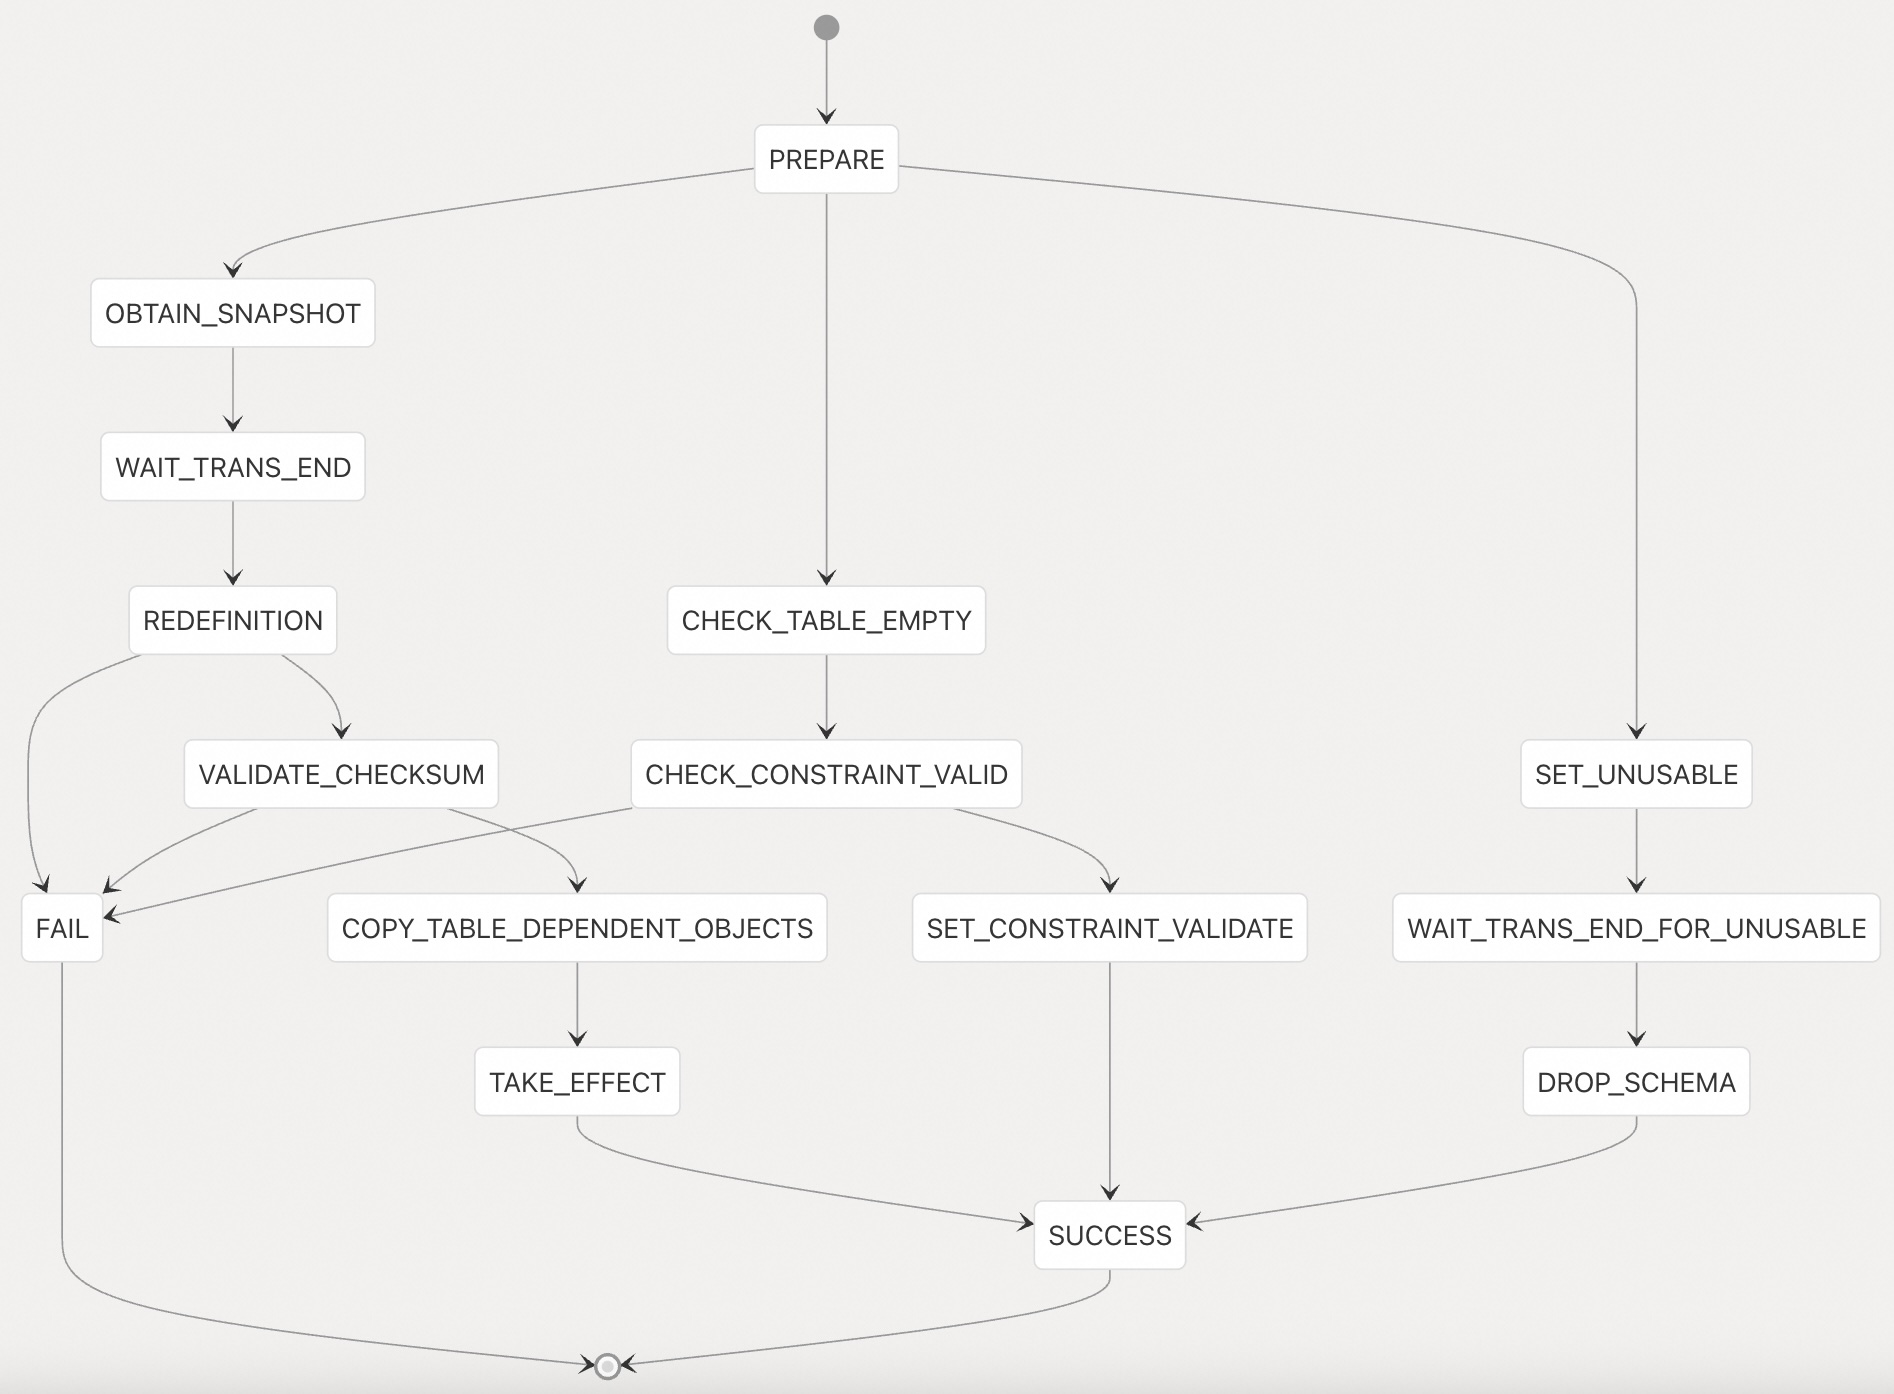 PREPARE
OBTAIN_SNAPSHOT
WAIT_TRANS_END
REDEFINITION
CHECK_TABLE_EMPTY
VALIDATE_CHECKSUM
CHECK_CONSTRAINT_VALID
SET_UNUSABLE
FAIL
COPY_TABLE_DEPENDENT_OBJECTS
SET_CONSTRAINT_VALIDATE
WAIT_TRANS_END_FOR_UNUSABLE
TAKE_EFFECT
DROP_SCHEMA
SUCCESS